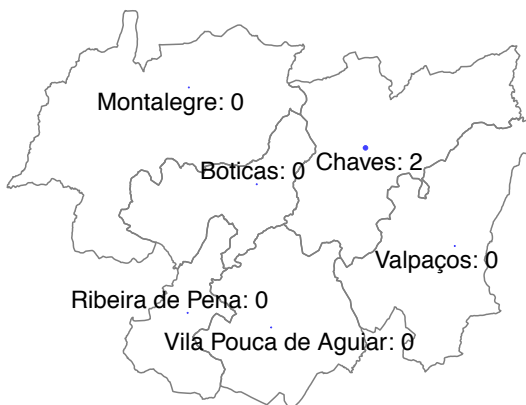 Montalegre: 0
Boticas: 0
Chaves: 2
Valpaços: 0
Ribeira de Pena: 0
Vila Pouca de Aguiar: 0